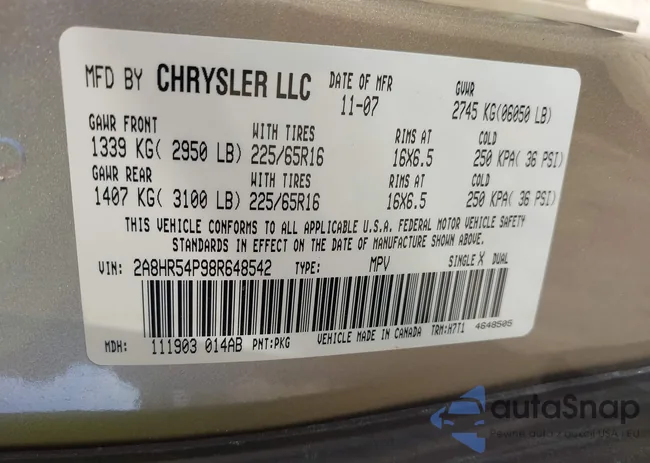 MFD BY CHRYSLER LLC DATE OF MFR GVWR
11-07 2745 KG(06050 LB)
GAWR FRONT WITH TIRES RIMS AT COLD
1339 KG( 2950 LB) 225/65R16 16X6.5 250 KPA( 36 PSI)
GAWR REAR WITH TIRES RIMS AT COLD
1407 KG( 3100 LB) 225/65R16 16X6.5 250 KPA( 36 PSI)
THIS VEHICLE CONFORMS TO ALL APPLICABLE U.S.A. FEDERAL MOTOR VEHICLE SAFETY
STANDARDS IN EFFECT ON THE DATE OF MANUFACTURE SHOWN ABOVE.
VIN: 2A8HR54P98R648542 TYPE: MPV SINGLE X DUAL
MDH: 111903 014AB PNT:PKG VEHICLE MADE IN CANADA TRM:H7T1 4648505
autaSnap